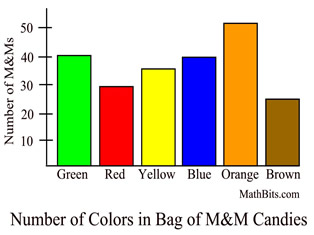 Number of M&Ms
50
40
30
20
10
Green Red Yellow Blue Orange Brown
MathBits.com
Number of Colors in Bag of M&M Candies